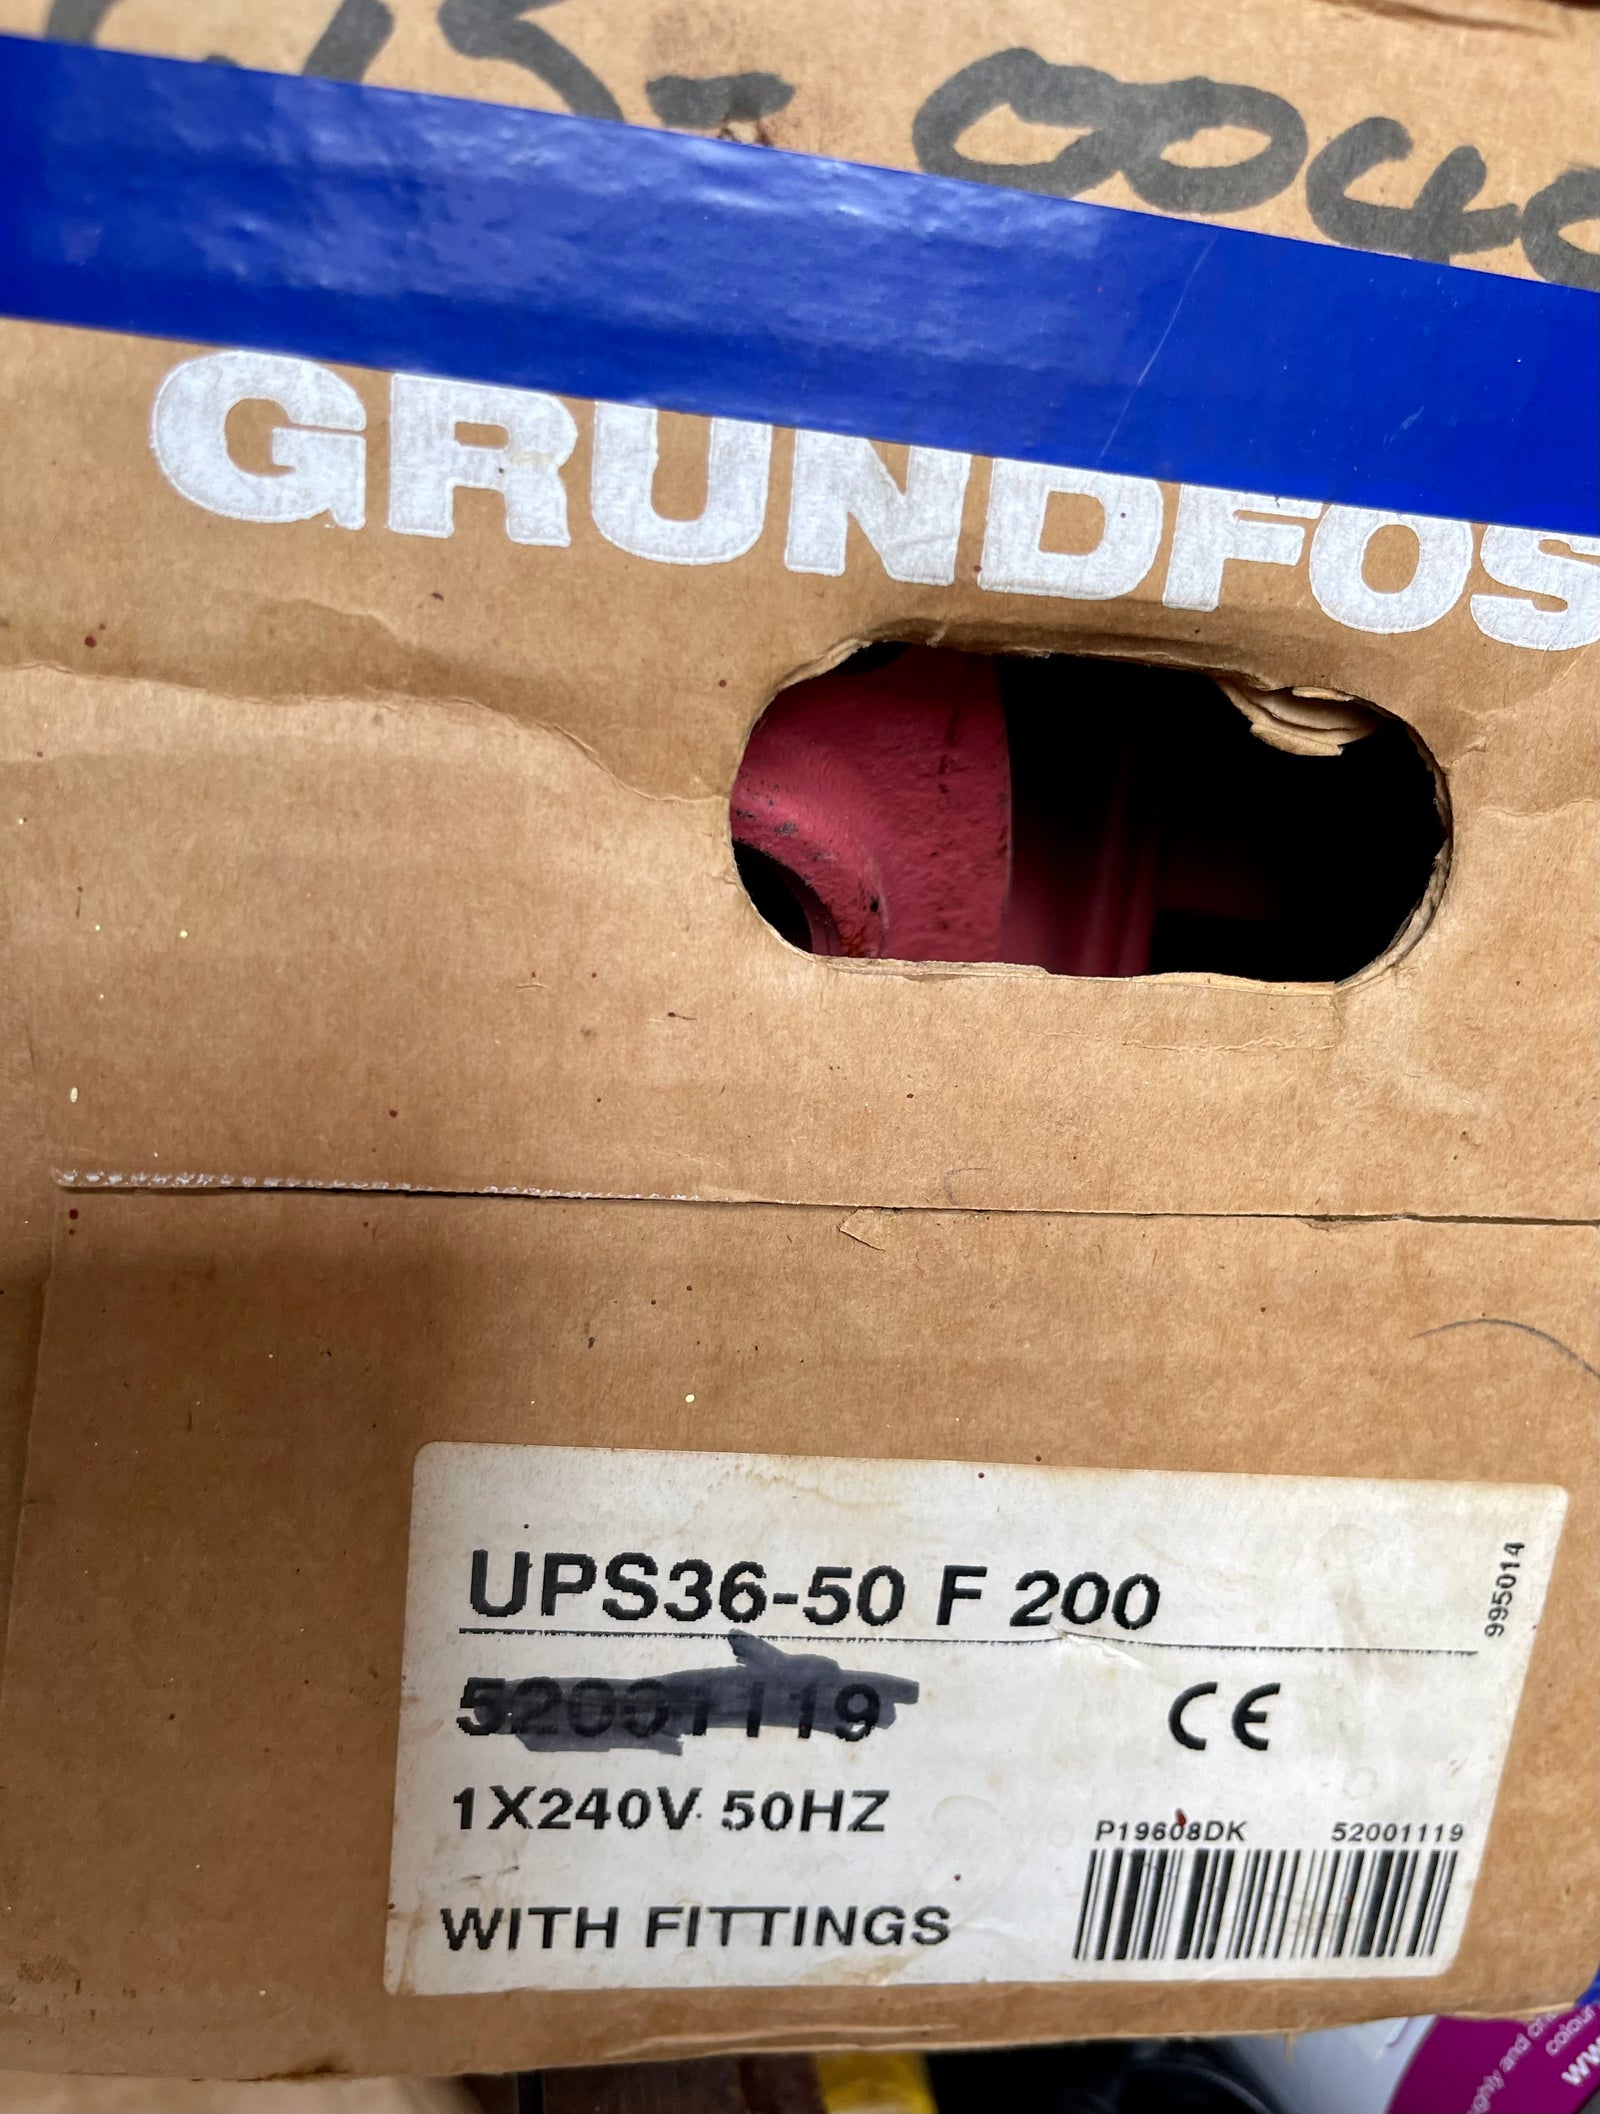 GRUNDFOS
UPS36-50 F 200
995014
52001119
CE
1X240V 50HZ
P19608DK 52001119
WITH FITTINGS